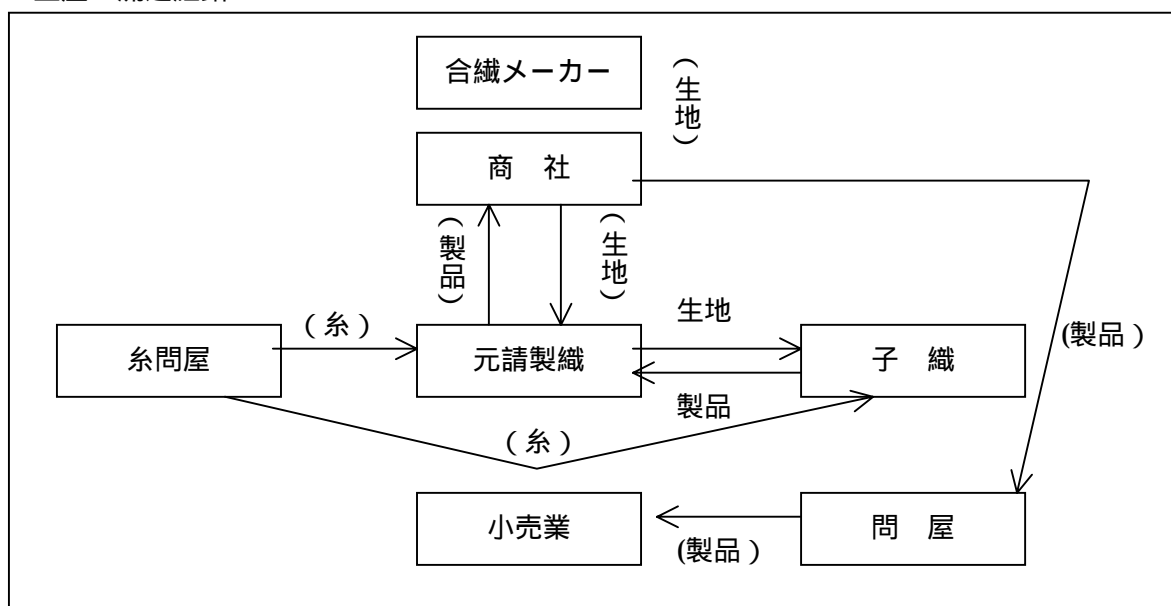 合繊メーカー
(生地)
商　社
(製品)
(生地)
生地
(糸)
(製品)
糸問屋
元請製織
子　織
製品
(糸)
小売業
問　屋
(製品)